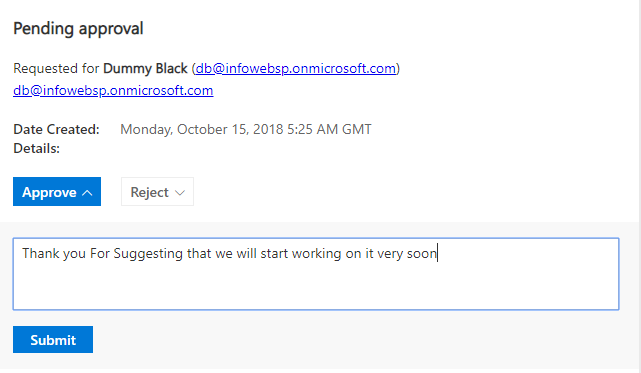 Pending approval
Requested for Dummy Black (db@infowebsp.onmicrosoft.com)
db@infowebsp.onmicrosoft.com
Date Created: Monday, October 15, 2018 5:25 AM GMT
Details:
Approve Reject
Thank you For Suggesting that we will start working on it very soon
Submit